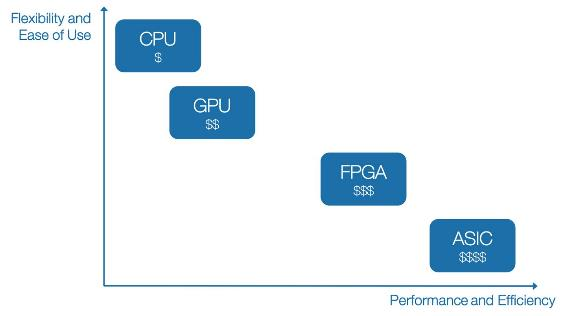 Flexibility and
Ease of Use
CPU
$
GPU
$$
FPGA
$$$
ASIC
$$$$
Performance and Efficiency